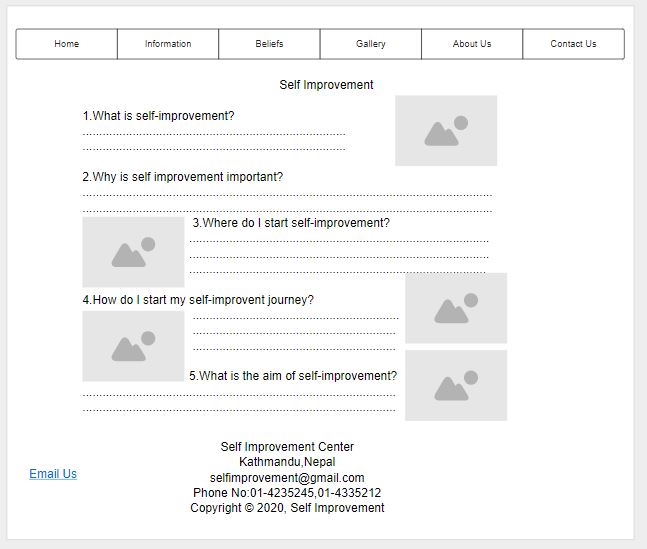 Home Information Beliefs Gallery About Us Contact Us
Self Improvement
1.What is self-improvement?
2.Why is self improvement important?
3.Where do I start self-improvement?
4.How do I start my self-improvent journey?
5.What is the aim of self-improvement?
Self Improvement Center
Kathmandu,Nepal
Email Us
selfimprovement@gmail.com
Phone No:01-4235245,01-4335212
Copyright © 2020, Self Improvement